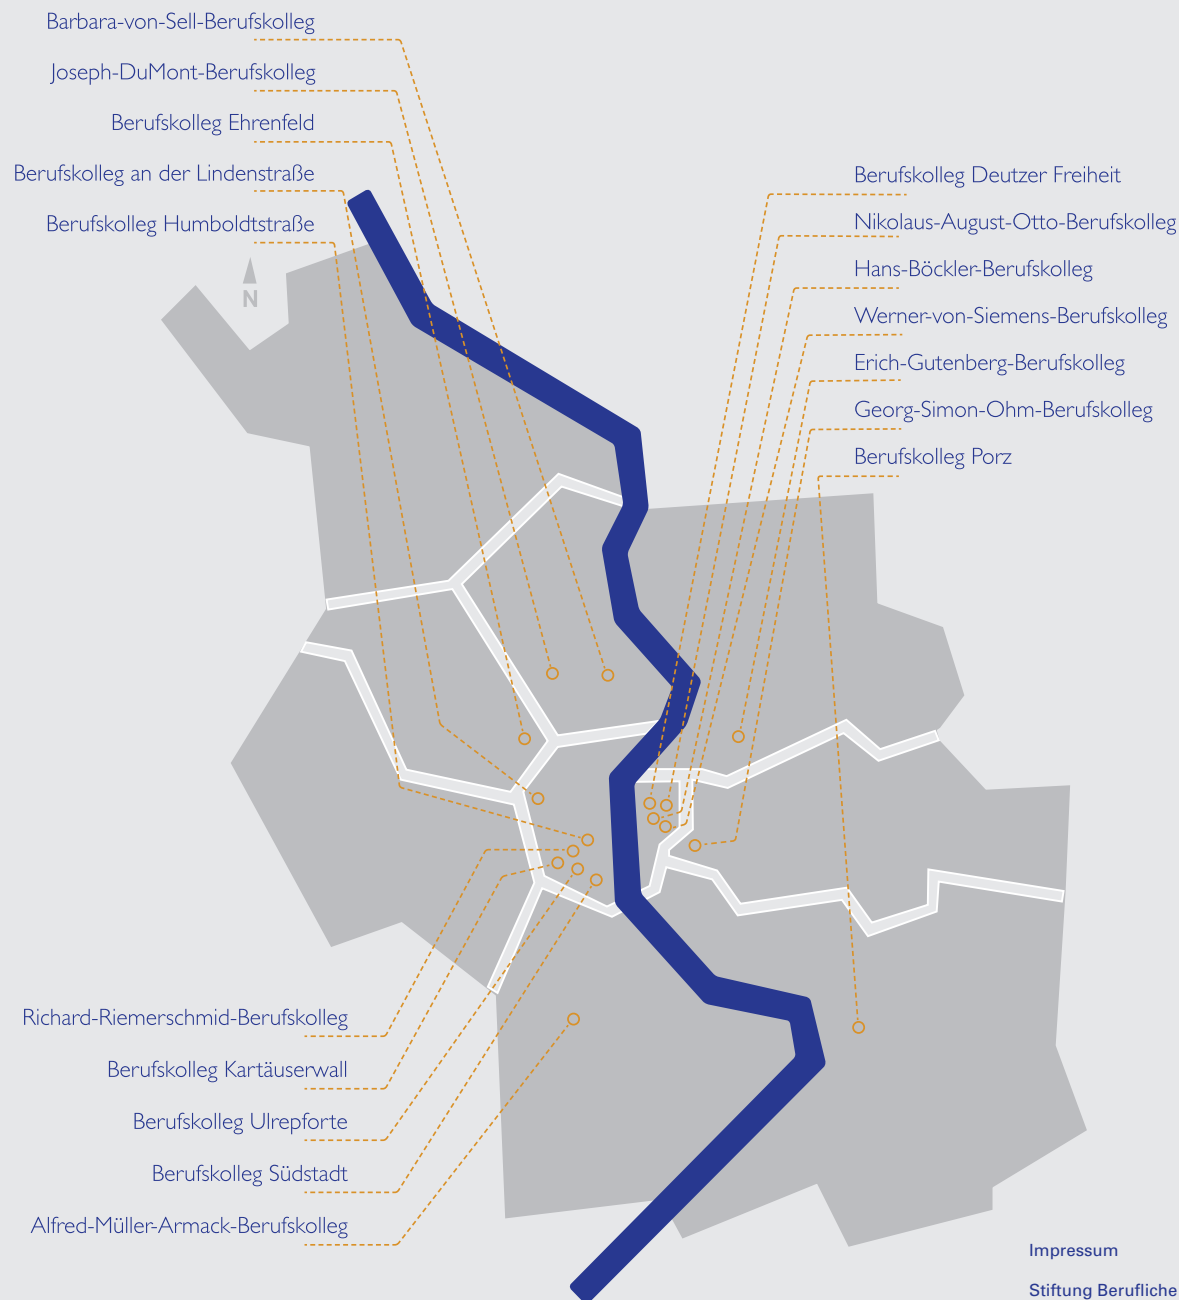 Barbara-von-Sell-Berufskolleg
Joseph-DuMont-Berufskolleg
Berufskolleg Ehrenfeld
Berufskolleg an der Lindenstraße
Berufskolleg Humboldtstraße
N
Berufskolleg Deutzer Freiheit
Nikolaus-August-Otto-Berufskolleg
Hans-Böckler-Berufskolleg
Werner-von-Siemens-Berufskolleg
Erich-Gutenberg-Berufskolleg
Georg-Simon-Ohm-Berufskolleg
Berufskolleg Porz
Richard-Riemerschmid-Berufskolleg
Berufskolleg Kartäuserwall
Berufskolleg Ulrepforte
Berufskolleg Südstadt
Alfred-Müller-Armack-Berufskolleg
Impressum
Stiftung Berufliche